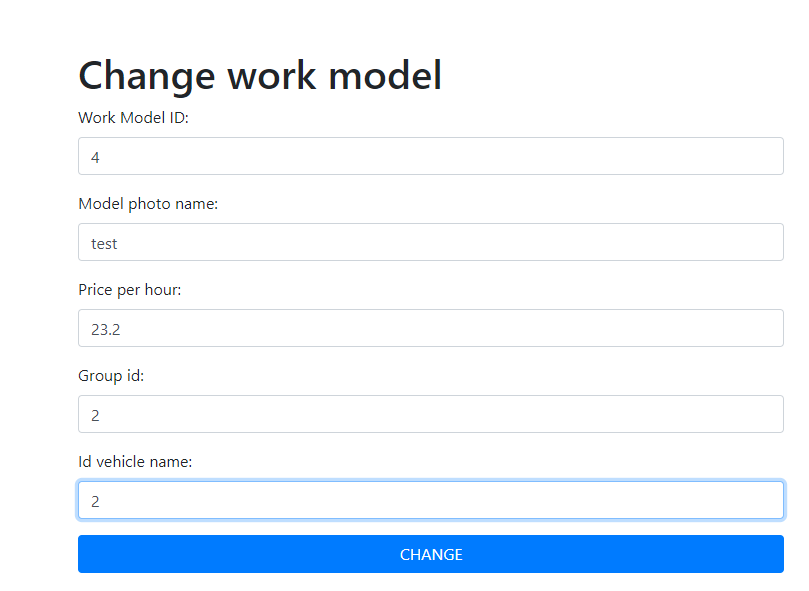 Change work model
Work Model ID:
4
Model photo name:
test
Price per hour:
23.2
Group id:
2
Id vehicle name:
2
CHANGE